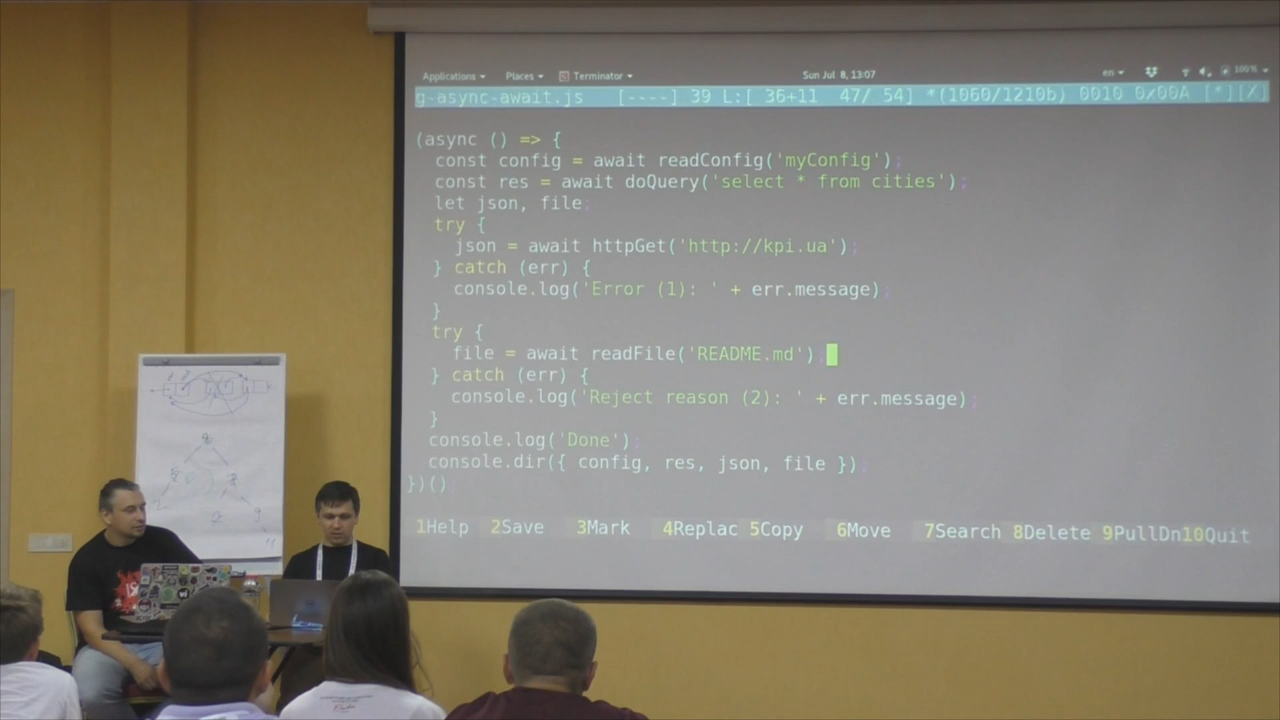 Applications Places Terminator Sun Jul 8, 13:07 en 100%
g-async-await.js [----] 39 L:[ 36+11 47/ 54] *(1060/1210b) 0010 0x00A [*][X]
(async () => {
const config = await readConfig('myConfig');
const res = await doQuery('select * from cities');
let json, file;
try {
json = await httpGet('http://kpi.ua');
} catch (err) {
console.log('Error (1): ' + err.message);
}
try {
file = await readFile('README.md');
} catch (err) {
console.log('Reject reason (2): ' + err.message);
}
console.log('Done');
console.dir({ config, res, json, file });
})();
1Help 2Save 3Mark 4Replac 5Copy 6Move 7Search 8Delete 9PullDn 10Quit